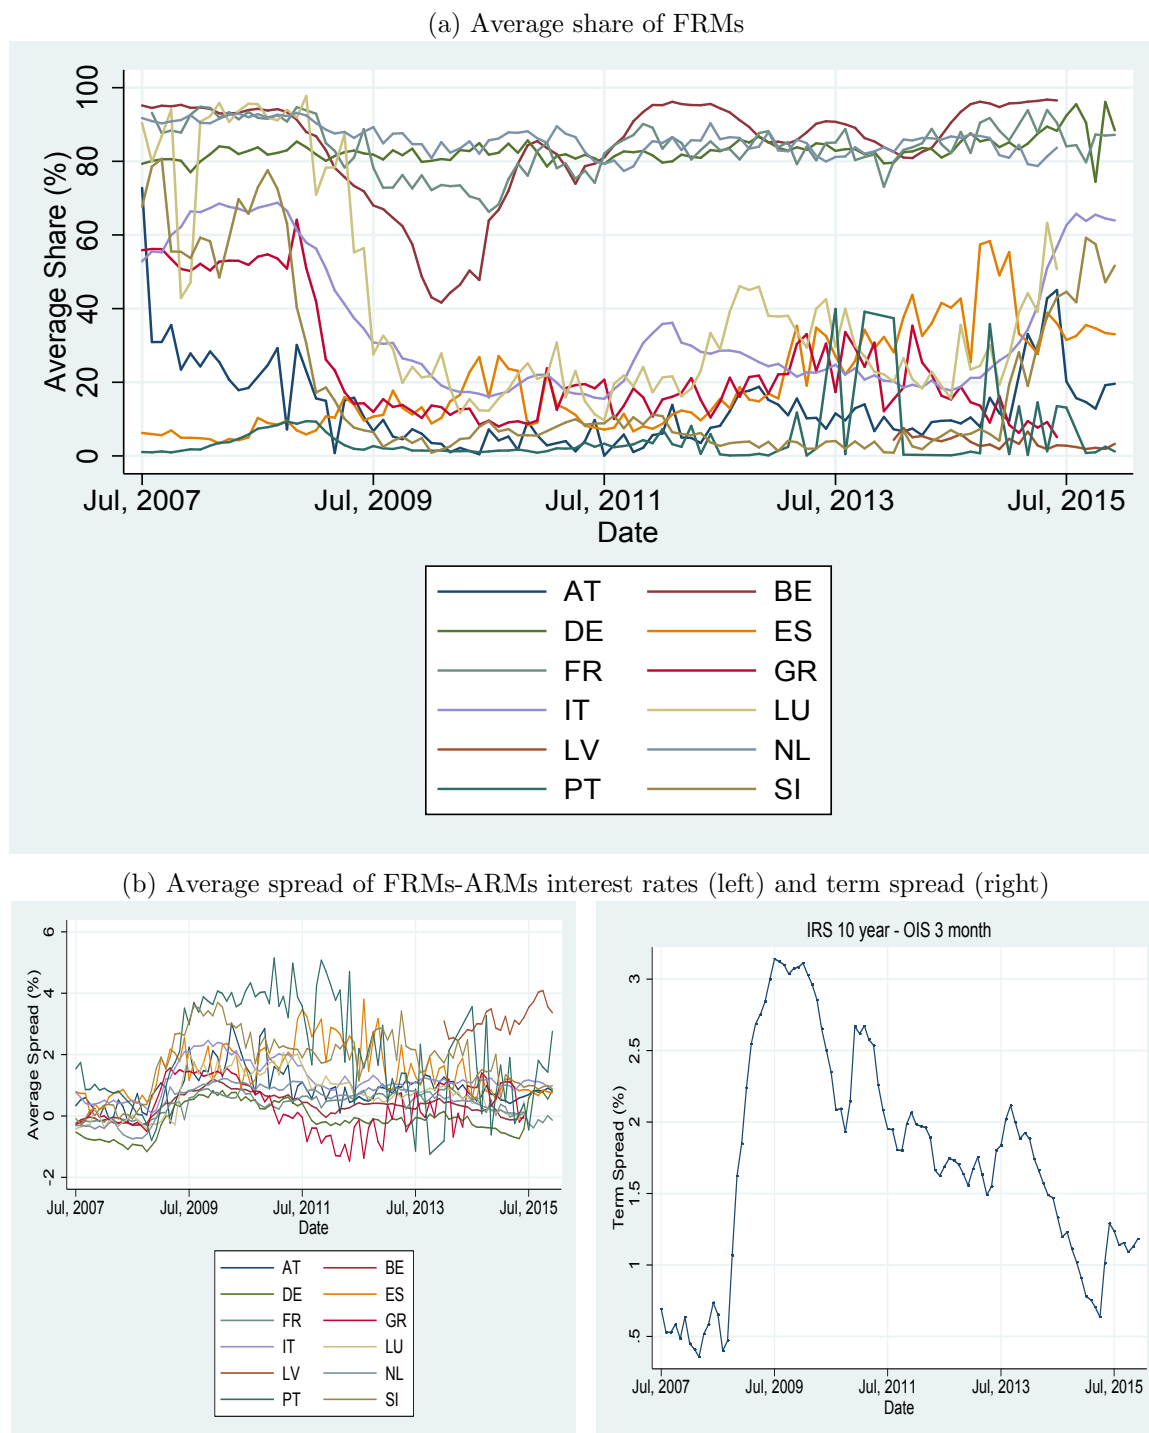 (a) Average share of FRMs
100
80
60
40
20
0
Average Share (%)
Jul, 2007 Jul, 2009 Jul, 2011 Jul, 2013 Jul, 2015
Date
AT BE
DE ES
FR GR
IT LU
LV NL
PT SI
(b) Average spread of FRMs-ARMs interest rates (left) and term spread (right)
6
4
2
0
-2
Average Spread (%)
Jul, 2007 Jul, 2009 Jul, 2011 Jul, 2013 Jul, 2015
Date
AT BE
DE ES
FR GR
IT LU
LV NL
PT SI
IRS 10 year - OIS 3 month
3
2.5
2
1.5
1
.5
Term Spread (%)
Jul, 2007 Jul, 2009 Jul, 2011 Jul, 2013 Jul, 2015
Date